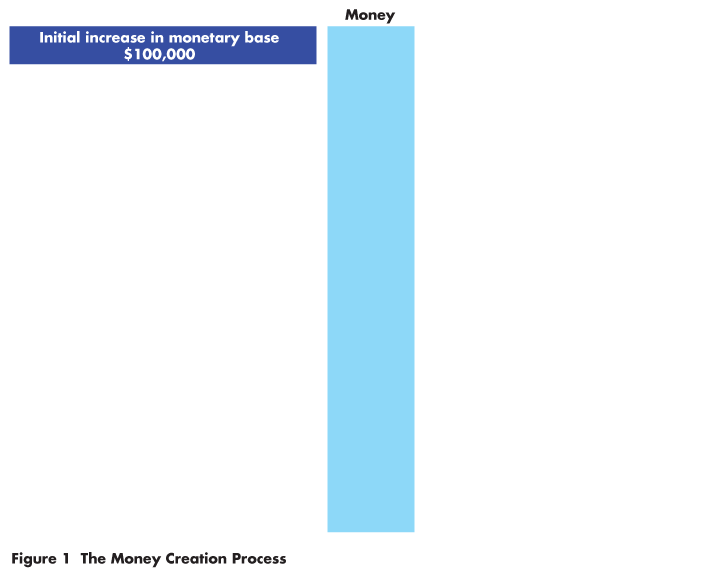 Money
Initial increase in monetary base
$100,000
Figure 1 The Money Creation Process